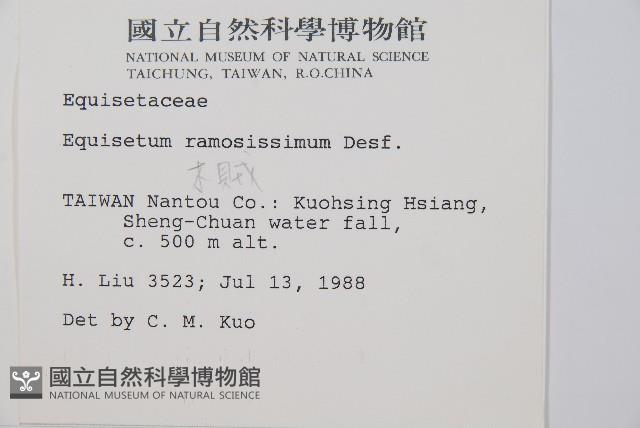 國立自然科學博物館
NATIONAL MUSEUM OF NATURAL SCIENCE
TAICHUNG, TAIWAN, R.O.CHINA
Equisetaceae
Equisetum ramosissimum Desf.
木賊
TAIWAN Nantou Co.: Kuohsing Hsiang,
Sheng-Chuan water fall,
c. 500 m alt.
H. Liu 3523; Jul 13, 1988
Det by C. M. Kuo
國立自然科學博物館
NATIONAL MUSEUM OF NATURAL SCIENCE